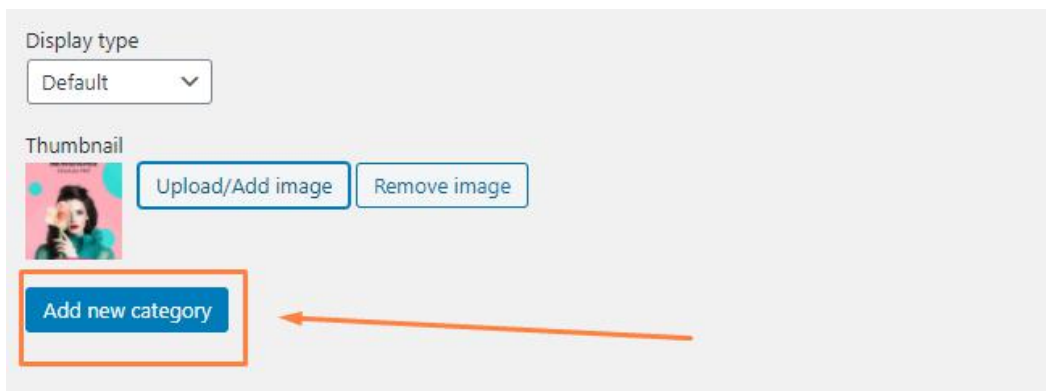 Display type
Default
Thumbnail
Upload/Add image
Remove image
Add new category